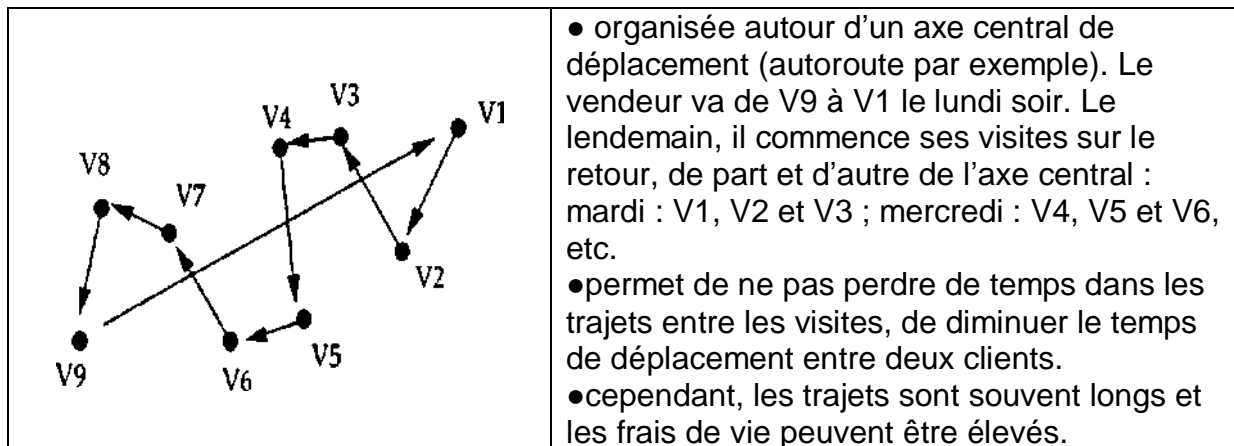 V1
V3
V4
V8
V7
V2
V5
V9
V6
● organisée autour d’un axe central de
déplacement (autoroute par exemple). Le
vendeur va de V9 à V1 le lundi soir. Le
lendemain, il commence ses visites sur le
retour, de part et d’autre de l’axe central :
mardi : V1, V2 et V3 ; mercredi : V4, V5 et V6,
etc.
●permet de ne pas perdre de temps dans les
trajets entre les visites, de diminuer le temps
de déplacement entre deux clients.
●cependant, les trajets sont souvent longs et
les frais de vie peuvent être élevés.